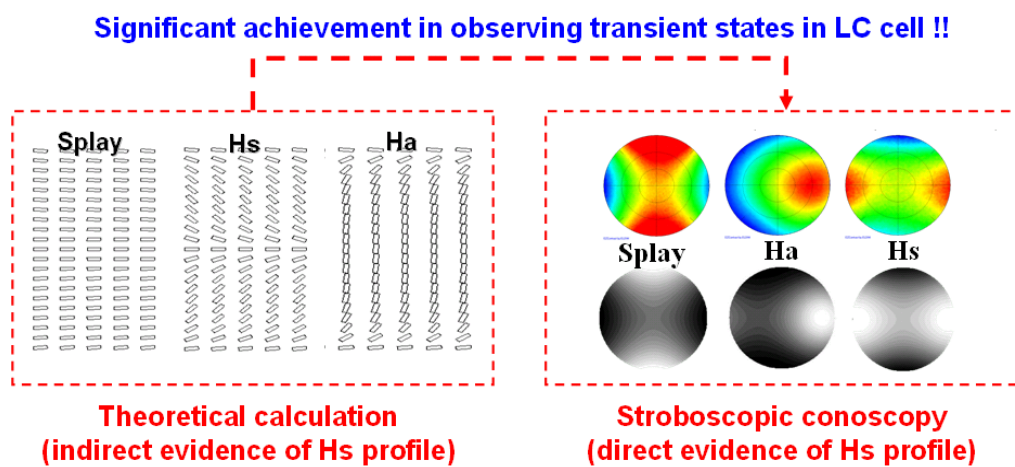 Significant achievement in observing transient states in LC cell !!
Splay Hs Ha
Splay Ha Hs
Theoretical calculation
(indirect evidence of Hs profile)
Stroboscopic conoscopy
(direct evidence of Hs profile)